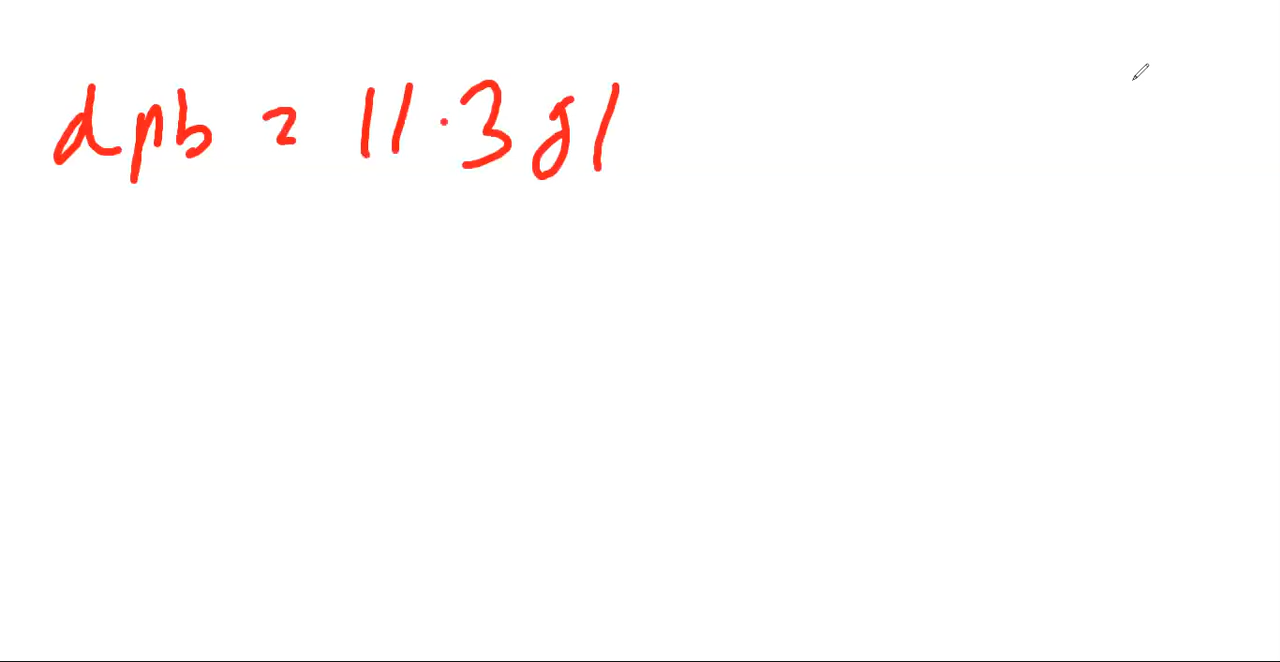 dpb = 11.3 g/